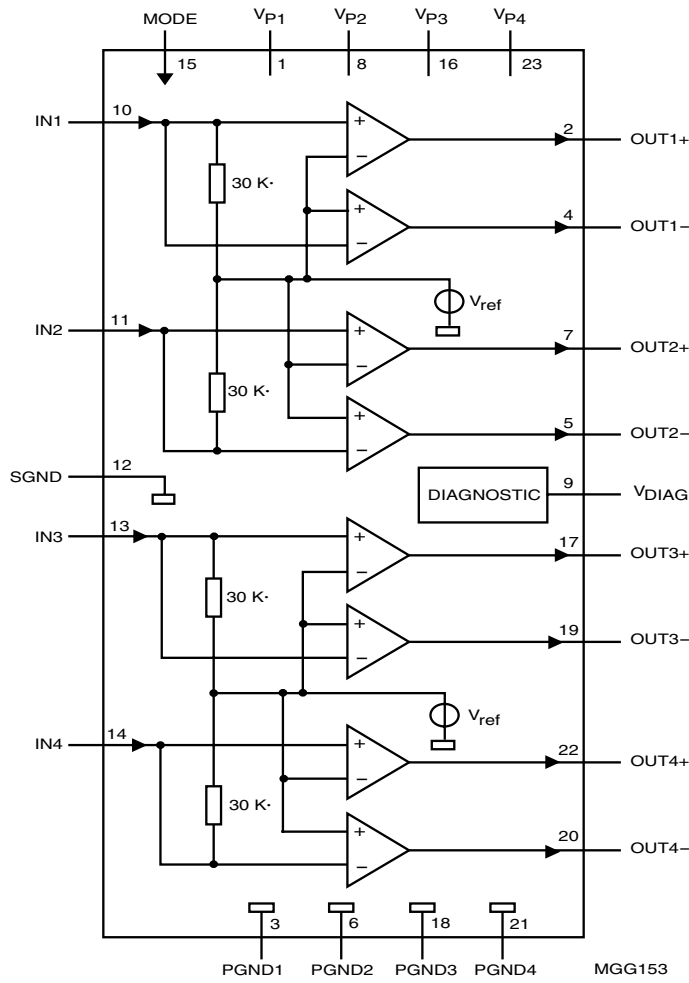 MODE VP1 VP2 VP3 VP4
15 1 8 16 23
IN1 10 + − 2 OUT1+
30 K·
+ − 4 OUT1−
Vref
IN2 11 + − 7 OUT2+
30 K·
+ − 5 OUT2−
SGND 12
DIAGNOSTIC 9 VDIAG
IN3 13 + − 17 OUT3+
30 K·
+ − 19 OUT3−
Vref
IN4 14 + − 22 OUT4+
30 K·
+ − 20 OUT4−
3 6 18 21
PGND1 PGND2 PGND3 PGND4 MGG153